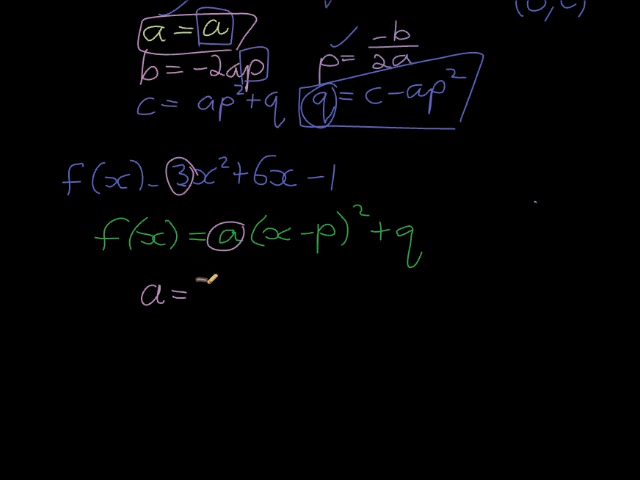 (0, c)
a = a
b = -2ap
p = -b/2a
c = ap² + q
q = c - ap²
f(x) - 3x² + 6x - 1
f(x) = a(x - p)² + q
a =